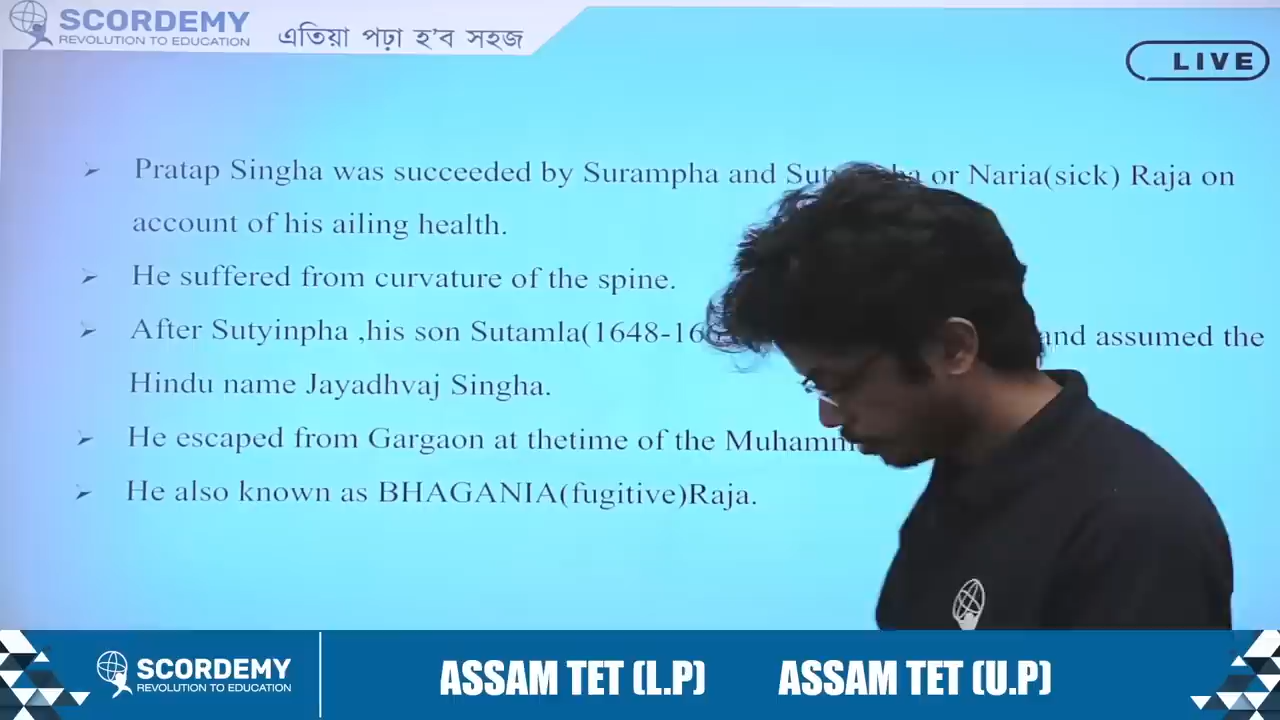 SCORDEMY
REVOLUTION TO EDUCATION
এতিয়া পঢ়া হ'ব সহজ
LIVE
➢ Pratap Singha was succeeded by Surampha and or Naria(sick) Raja on
account of his ailing health.
➢ He suffered from curvature of the spine.
➢ After Sutyinpha ,his son Sutamla(1648-16 and assumed the
Hindu name Jayadhvaj Singha.
➢ He escaped from Gargaon at thetime of the
➢ He also known as BHAGANIA(fugitive)Raja.
SCORDEMY
REVOLUTION TO EDUCATION
ASSAM TET (L.P)
ASSAM TET (U.P)